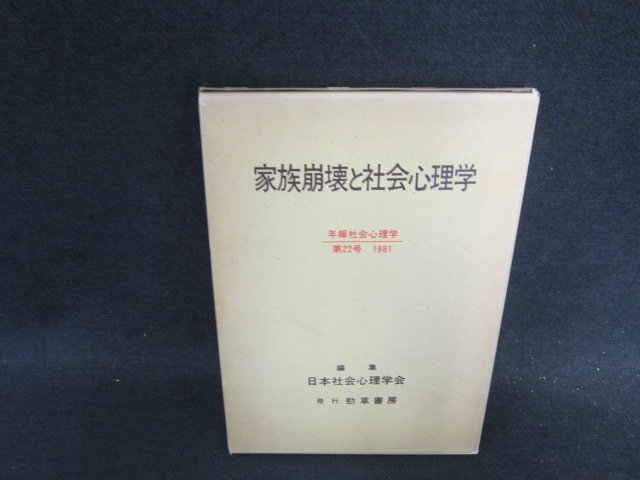 家族崩壊と社会心理学
年報社会心理学
第22号 1981
編 集
日本社会心理学会
発行 勁草書房